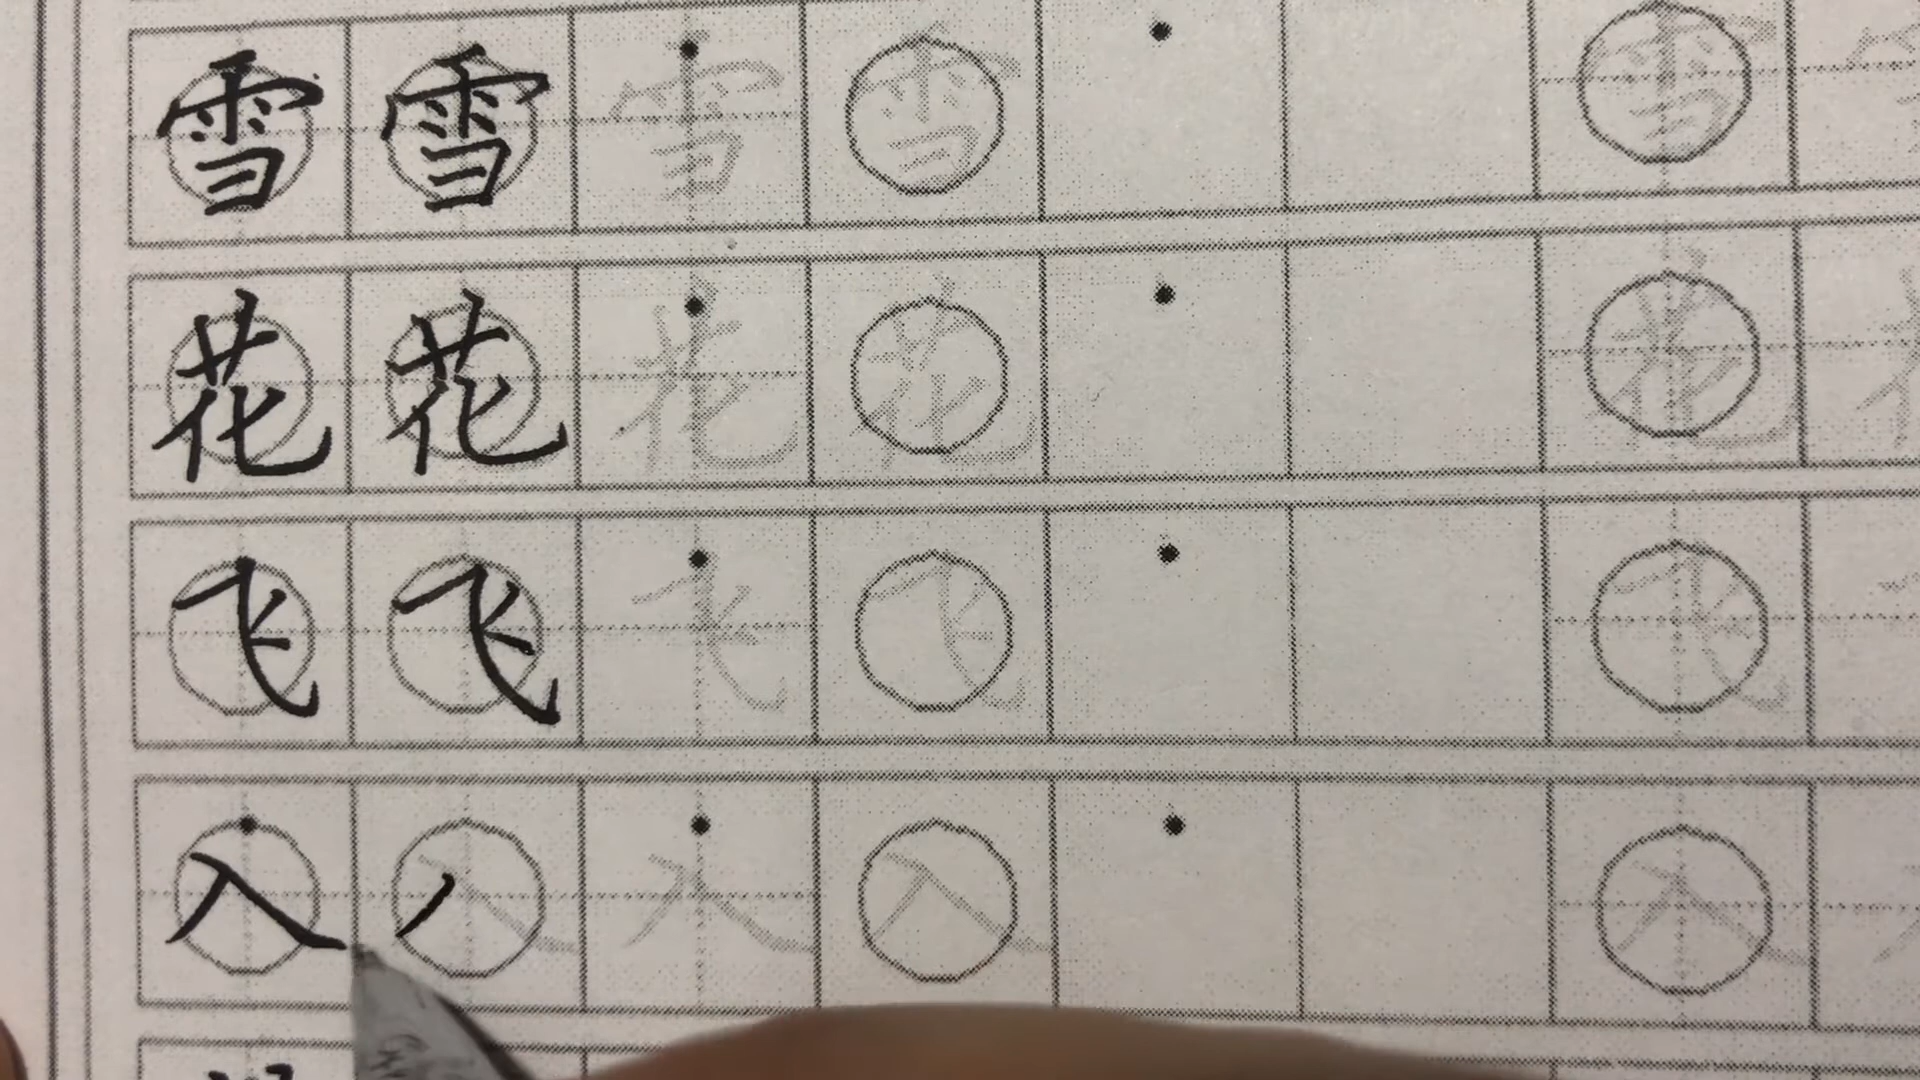 雪 雪 雪 雪 雪
花 花 花 花 花
飞 飞 飞 飞 飞
入 入 入 入 入